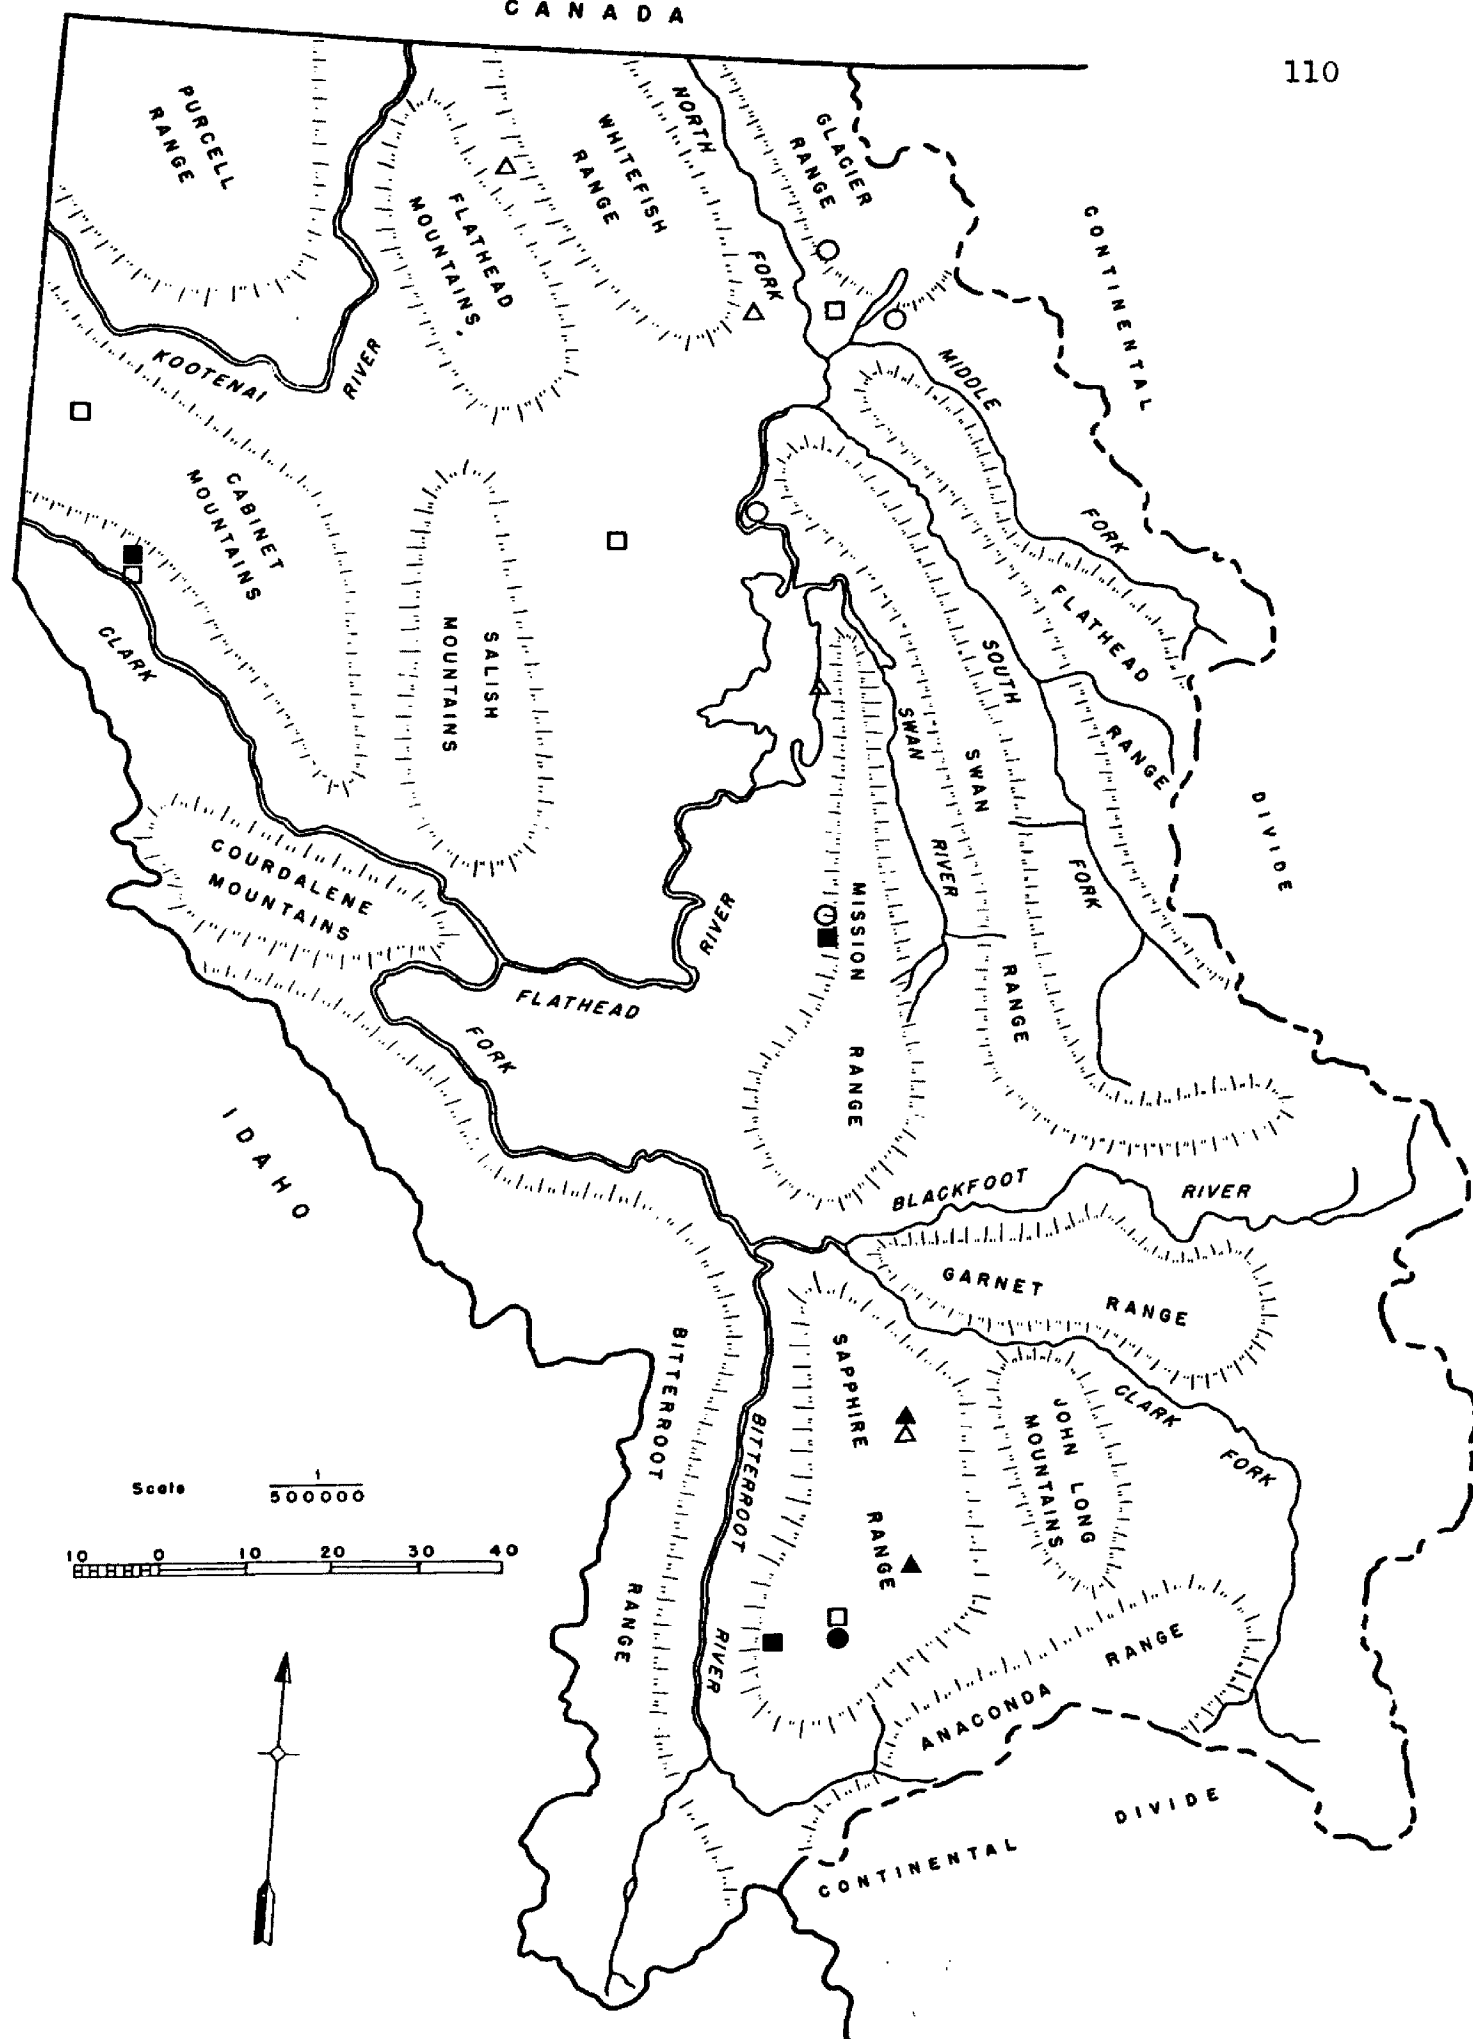 CANADA
110
PURCELL
RANGE
FLATHEAD
MOUNTAINS
WHITEFISH
RANGE
NORTH
FORK
GLACIER
RANGE
CONTINENTAL
DIVIDE
KOOTENAI
RIVER
MIDDLE
FORK
CABINET
MOUNTAINS
CLARK
FORK
SALISH
MOUNTAINS
FLATHEAD
RANGE
SOUTH
FORK
SWAN
RIVER
SWAN
RANGE
COURDALENE
MOUNTAINS
MISSION
RANGE
FLATHEAD
RIVER
IDAHO
BLACKFOOT
RIVER
GARNET
RANGE
BITTERROOT
RANGE
BITTERROOT
RIVER
SAPPHIRE
RANGE
JOHN LONG
MOUNTAINS
CLARK
FORK
Scale
1
500000
10 0 10 20 30 40
ANACONDA
RANGE
CONTINENTAL
DIVIDE